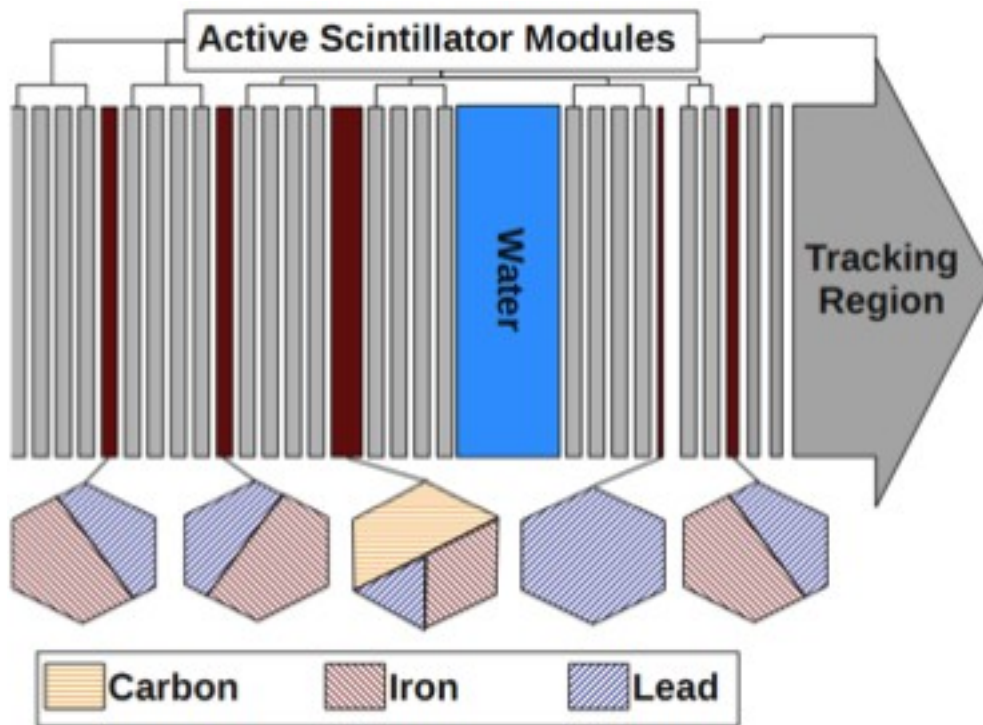 Active Scintillator Modules
Water
Tracking
Region
Carbon
Iron
Lead